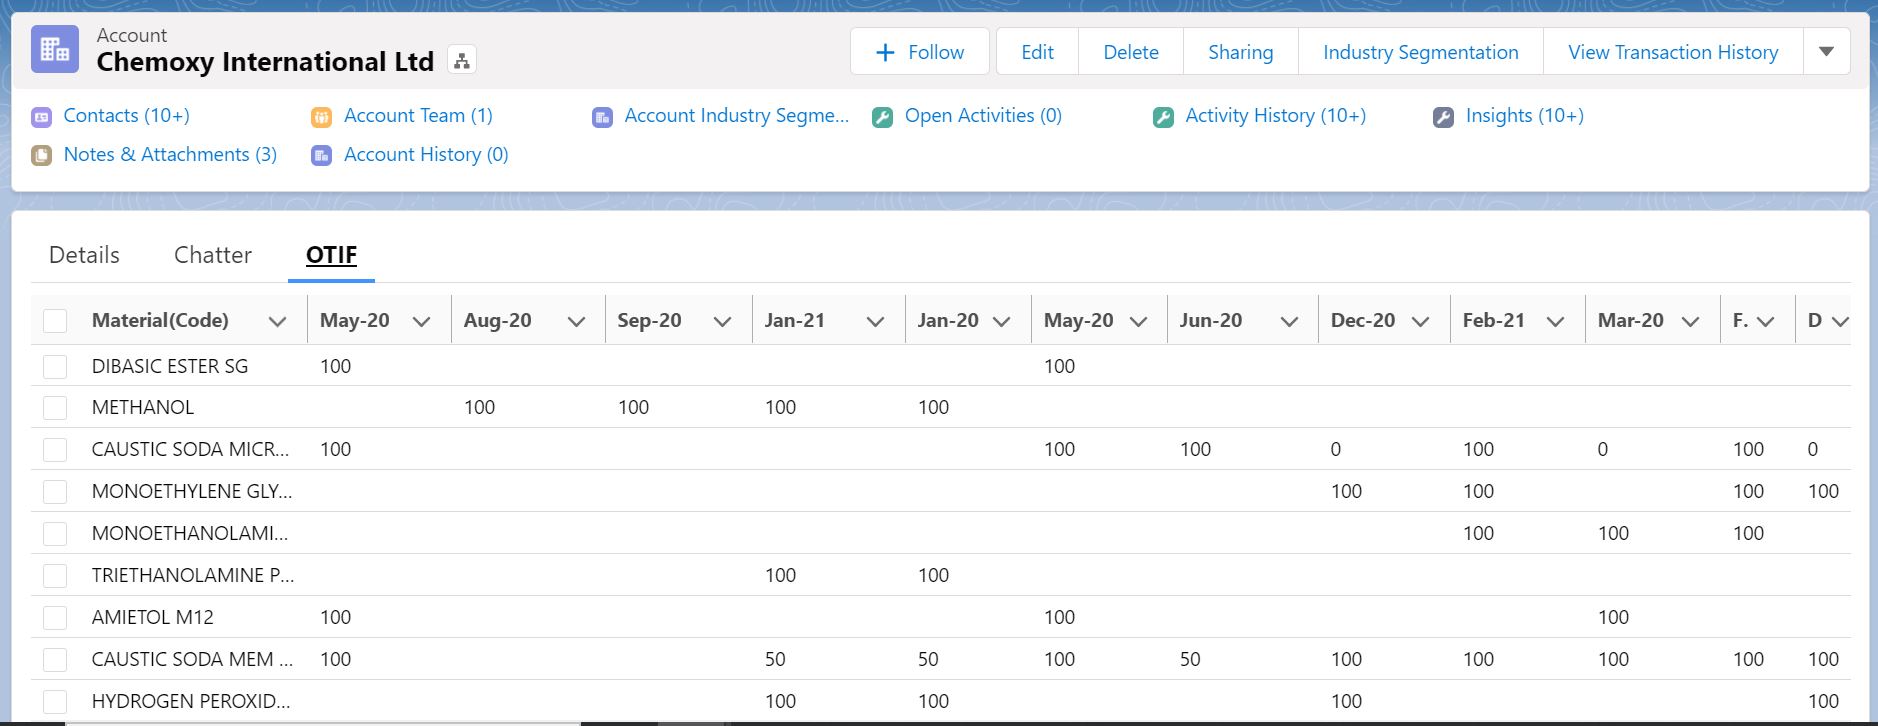 Account
Chemoxy International Ltd
Follow Edit Delete Sharing Industry Segmentation View Transaction History
Contacts (10+) Account Team (1) Account Industry Segme... Open Activities (0) Activity History (10+) Insights (10+)
Notes & Attachments (3) Account History (0)
Details Chatter OTIF
Material(Code) May-20 Aug-20 Sep-20 Jan-21 Jan-20 May-20 Jun-20 Dec-20 Feb-21 Mar-20 F. D
DIBASIC ESTER SG 100 100
METHANOL 100 100 100 100
CAUSTIC SODA MICR... 100 100 100 0 100 0 100 0
MONOETHYLENE GLY... 100 100 100 100
MONOETHANOLAMI... 100 100 100
TRIETHANOLAMINE P... 100 100
AMIETOL M12 100 100 100
CAUSTIC SODA MEM ... 100 50 50 100 50 100 100 100 100 100
HYDROGEN PEROXID... 100 100 100 100